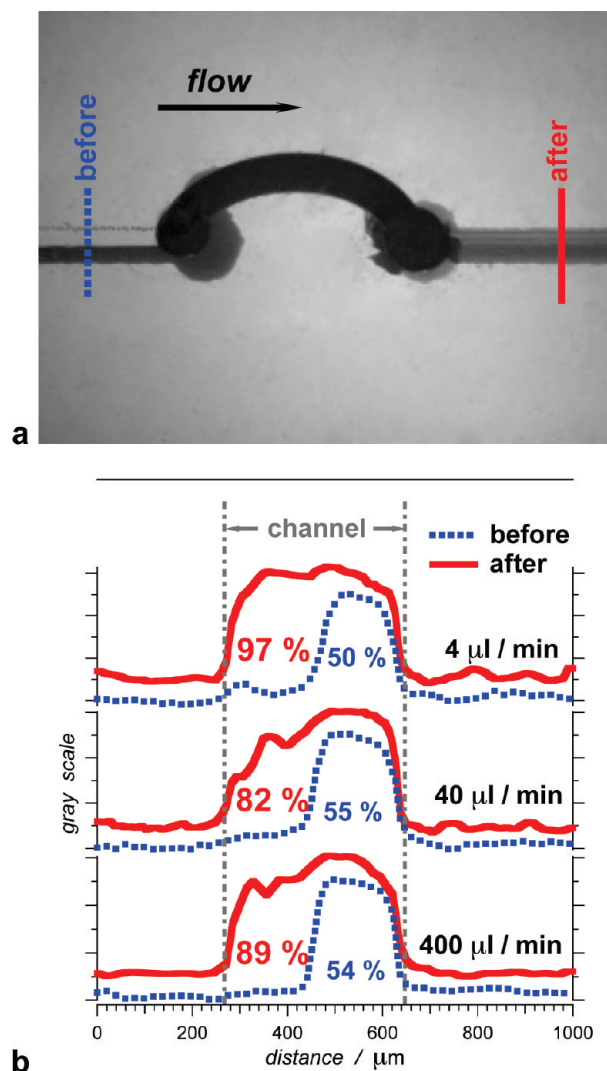 flow
before
after
a
channel
before
after
97 %
50 %
4 µl / min
82 %
55 %
40 µl / min
89 %
54 %
400 µl / min
gray scale
0 200 400 600 800 1000
distance / µm
b